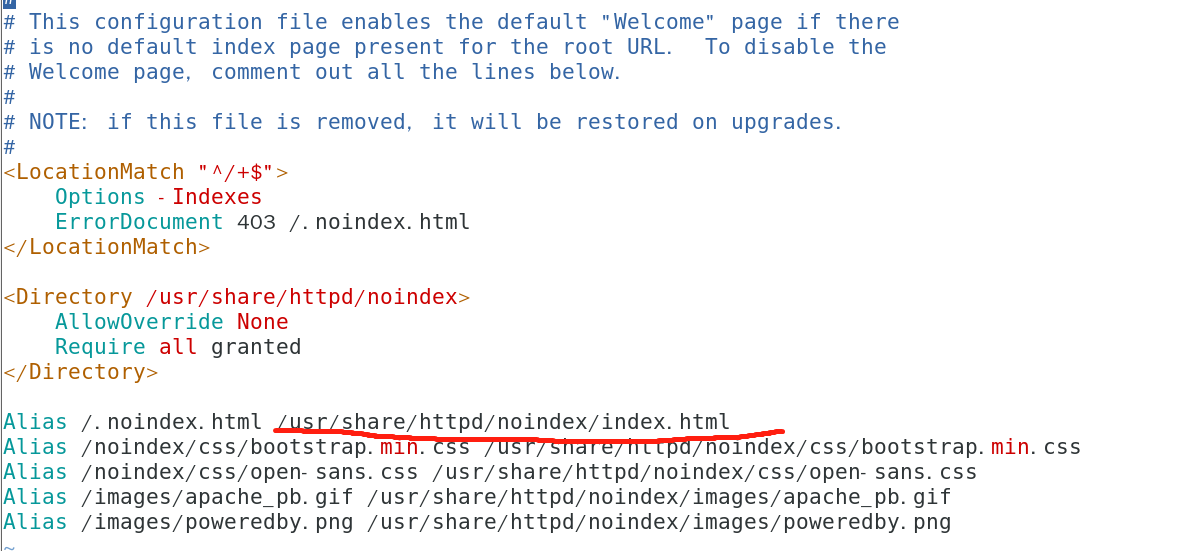 #
# This configuration file enables the default "Welcome" page if there
# is no default index page present for the root URL.  To disable the
# Welcome page, comment out all the lines below.
#
# NOTE: if this file is removed, it will be restored on upgrades.
#
<LocationMatch "^/+$">
    Options -Indexes
    ErrorDocument 403 /.noindex.html
</LocationMatch>

<Directory /usr/share/httpd/noindex>
    AllowOverride None
    Require all granted
</Directory>

Alias /.noindex.html /usr/share/httpd/noindex/index.html
Alias /noindex/css/bootstrap.min.css /usr/share/httpd/noindex/css/bootstrap.min.css
Alias /noindex/css/open-sans.css /usr/share/httpd/noindex/css/open-sans.css
Alias /images/apache_pb.gif /usr/share/httpd/noindex/images/apache_pb.gif
Alias /images/poweredby.png /usr/share/httpd/noindex/images/poweredby.png
~